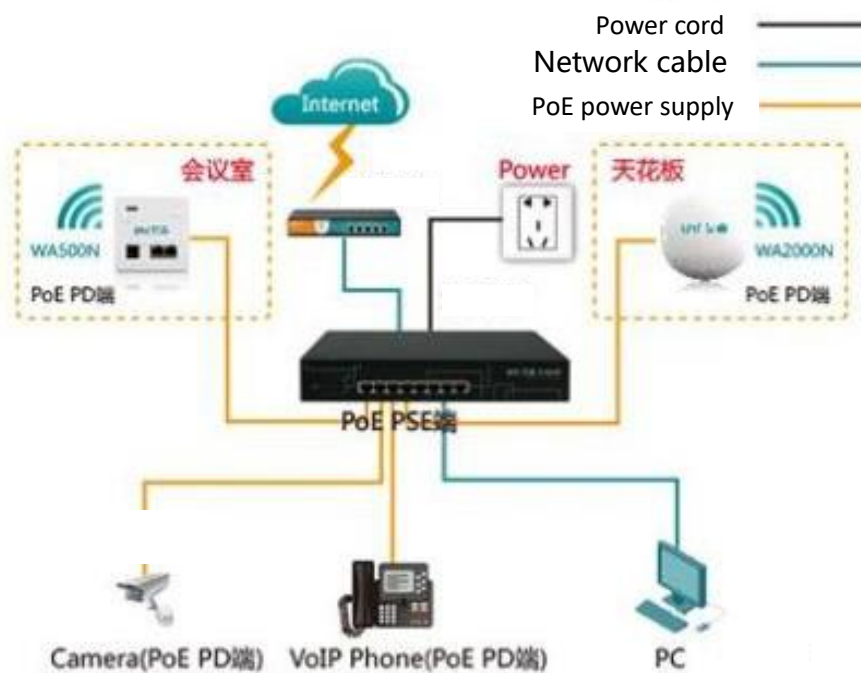 Power cord
Network cable
PoE power supply
Internet
会议室
WA500N
PoE PD端
Power
天花板
WA2000N
PoE PD端
PoE PSE端
Camera(PoE PD端)
VoIP Phone(PoE PD端)
PC